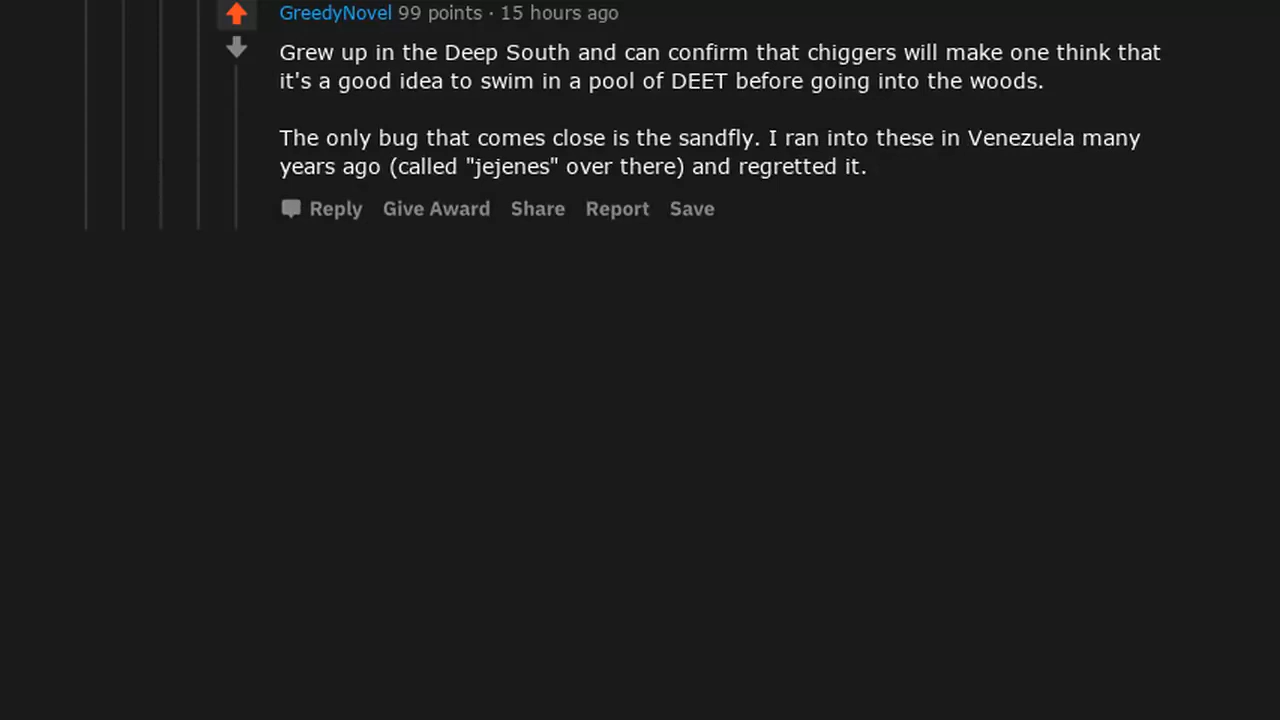 GreedyNovel 99 points · 15 hours ago
Grew up in the Deep South and can confirm that chiggers will make one think that
it's a good idea to swim in a pool of DEET before going into the woods.
The only bug that comes close is the sandfly. I ran into these in Venezuela many
years ago (called "jejenes" over there) and regretted it.
Reply Give Award Share Report Save